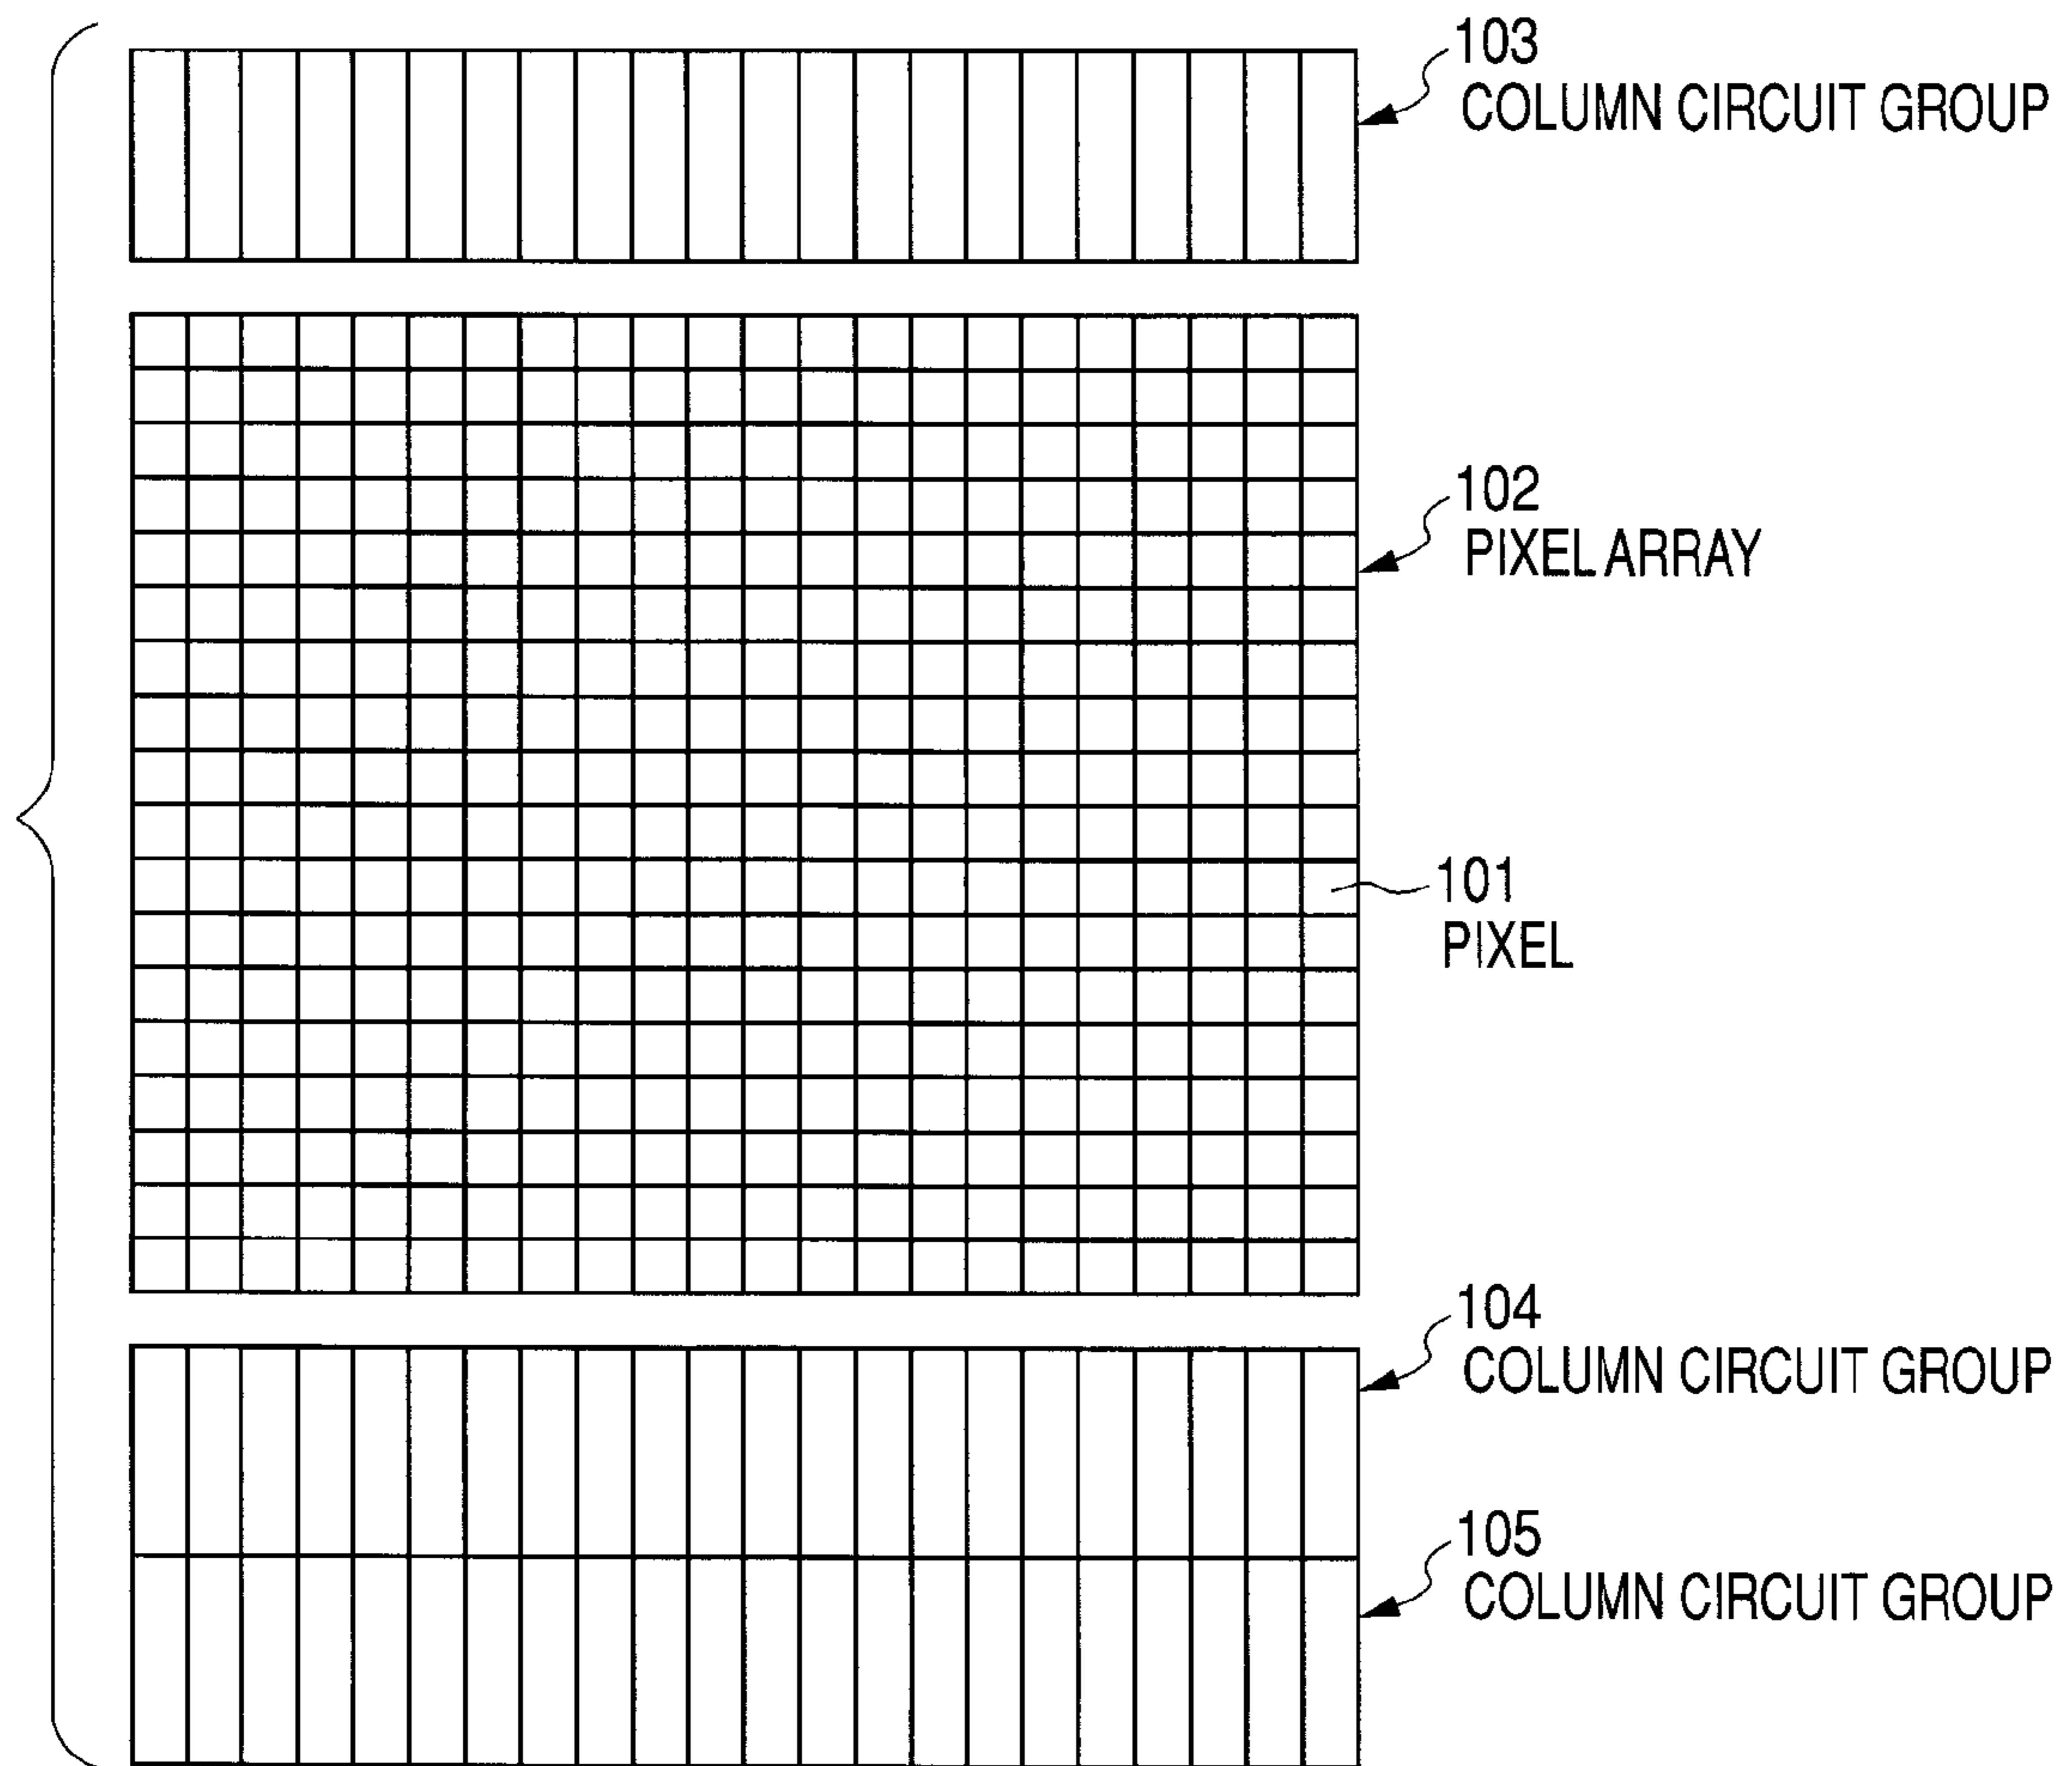 103
COLUMN CIRCUIT GROUP
102
PIXEL ARRAY
101
PIXEL
104
COLUMN CIRCUIT GROUP
105
COLUMN CIRCUIT GROUP